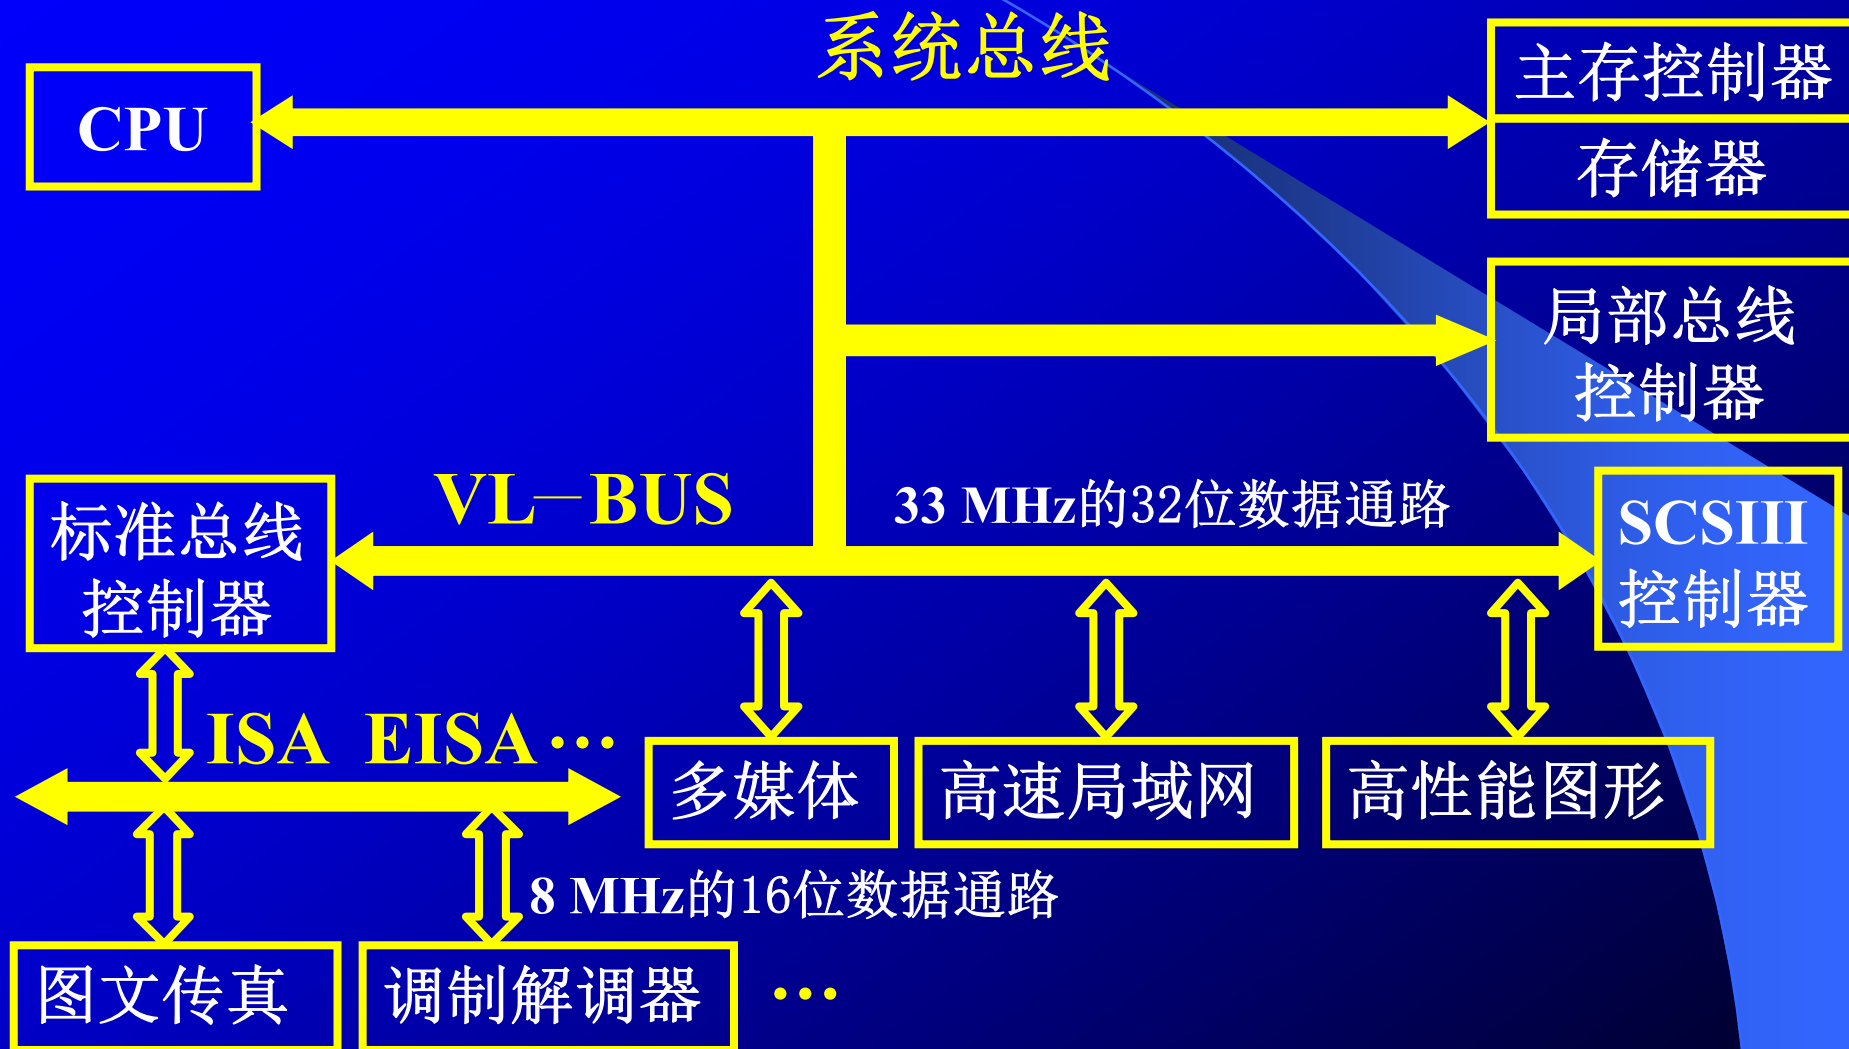 系统总线
CPU
主存控制器
存储器
局部总线
控制器
VL—BUS
33 MHz的32位数据通路
标准总线
控制器
SCSIII
控制器
ISA EISA…
多媒体
高速局域网
高性能图形
8 MHz的16位数据通路
图文传真
调制解调器
…